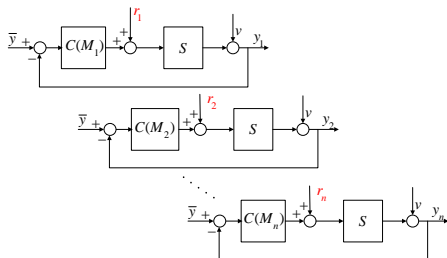 r₁
y̅ + − C(M₁) + + S v y₁
r₂
y̅ + − C(M₂) + + S v y₂
rₙ
y̅ + − C(Mₙ) + + S v yₙ